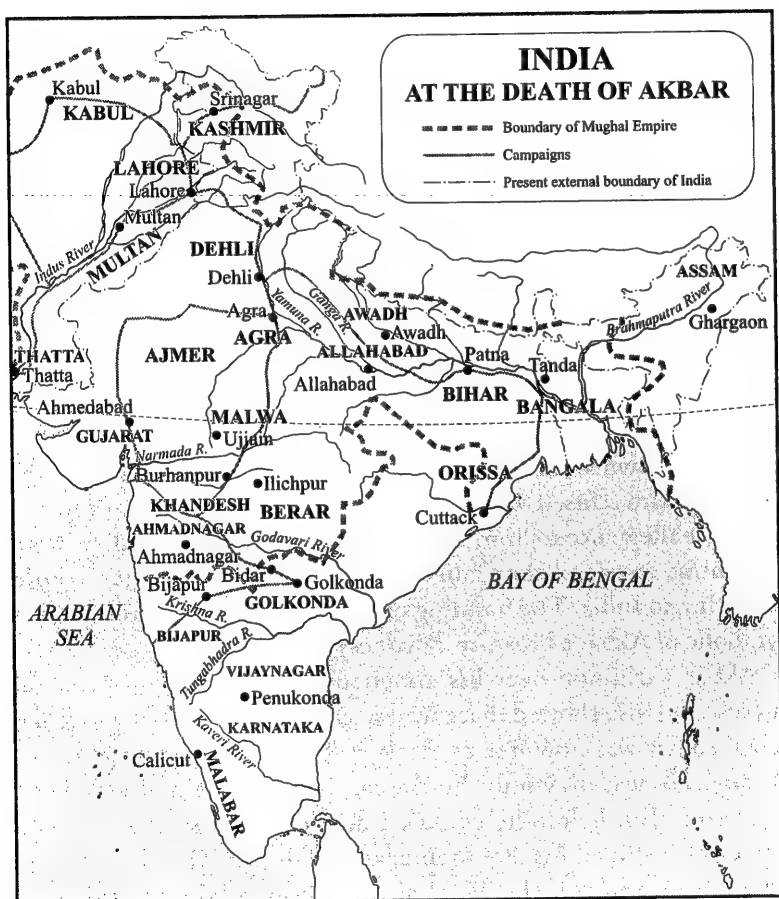 INDIA
AT THE DEATH OF AKBAR
Boundary of Mughal Empire
Campaigns
Present external boundary of India
Kabul
KABUL
Srinagar
KASHMIR
LAHORE
Lahore
Multan
MULTAN
Indus River
DEHLI
Dehli
ASSAM
Brahmaputra River
Ghargaon
Agra
AGRA
Yamuna R.
Ganga R.
AWADH
Awadh
THATTA
Thatta
AJMER
ALLAHABAD
Allahabad
Patna
BIHAR
Tanda
BANGALA
Ahmedabad
GUJARAT
MALWA
Ujjain
Narmada R.
Burhanpur
Ilichpur
ORISSA
KHANDESH
BERAR
Cuttack
AHMADNAGAR
Ahmadnagar
Godavari River
Bidar
Golkonda
GOLKONDA
Bijapur
Krishna R.
BIJAPUR
Tungabhadra R.
ARABIAN
SEA
BAY OF BENGAL
VIJAYNAGAR
Penukonda
KARNATAKA
Kaveri River
Calicut
MALABAR